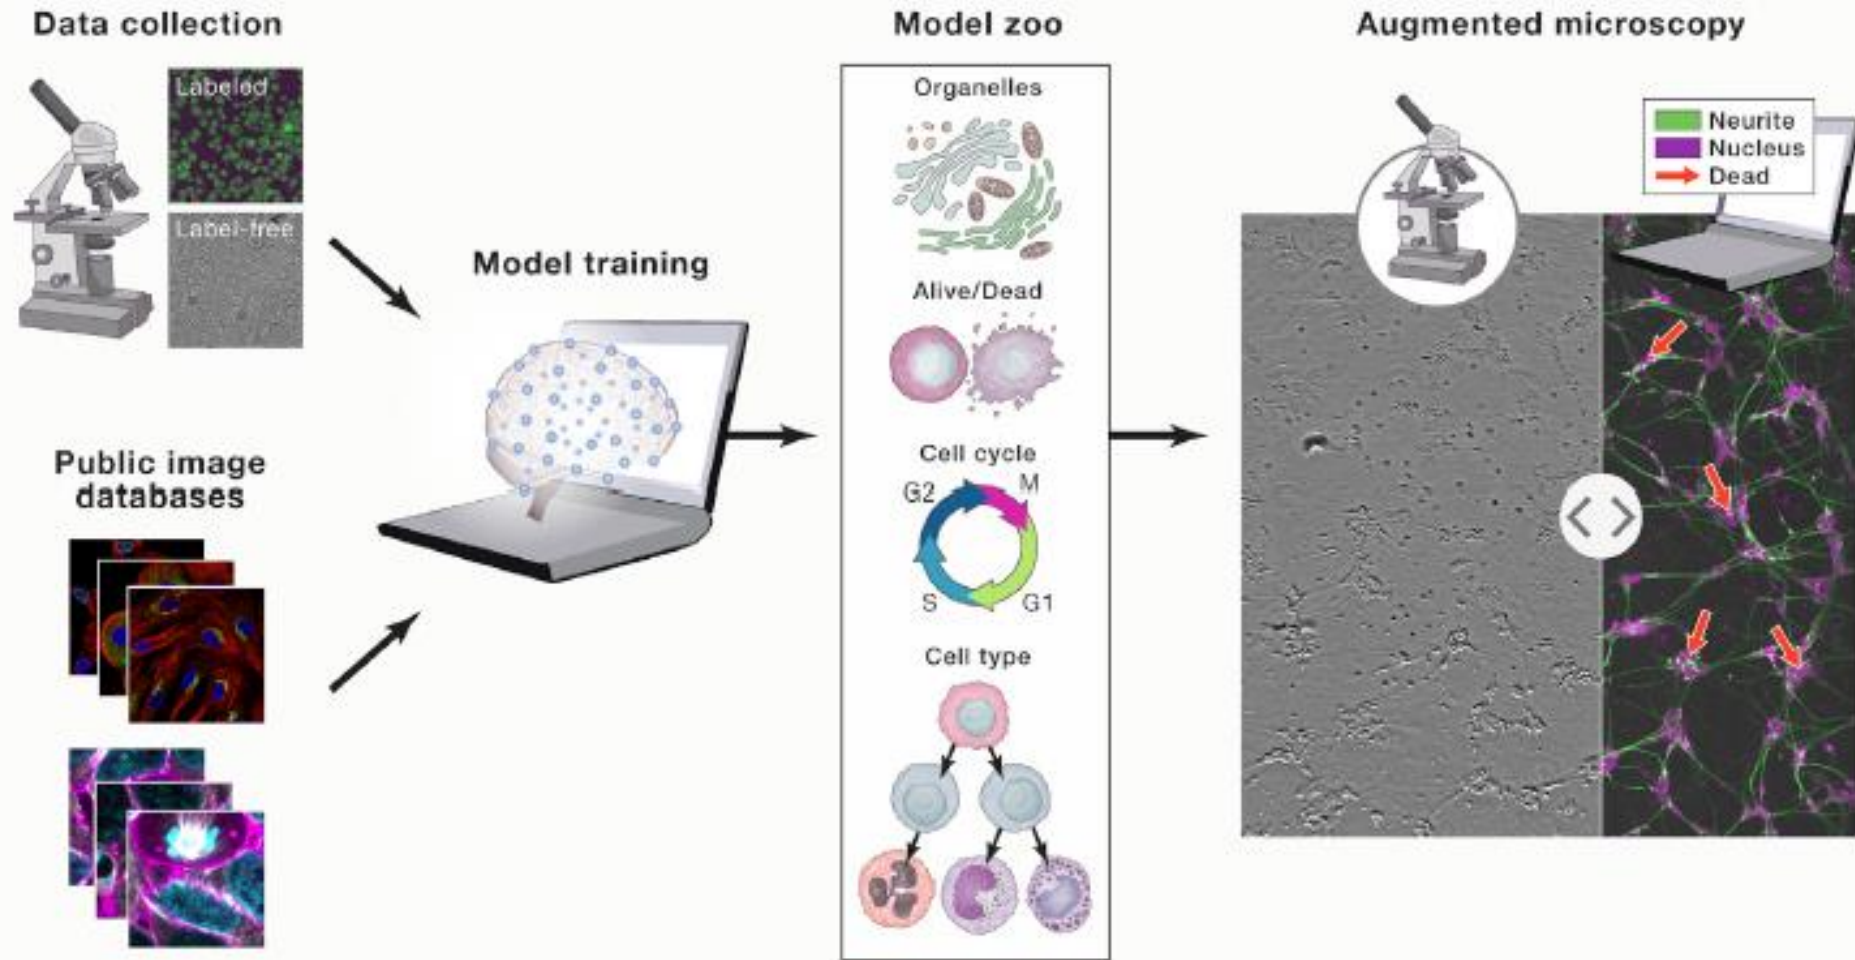 Data collection
Labeled
Label-free
Public image
databases
Model training
Model zoo
Organelles
Alive/Dead
Cell cycle
G2
M
S
G1
Cell type
Augmented microscopy
Neurite
Nucleus
Dead